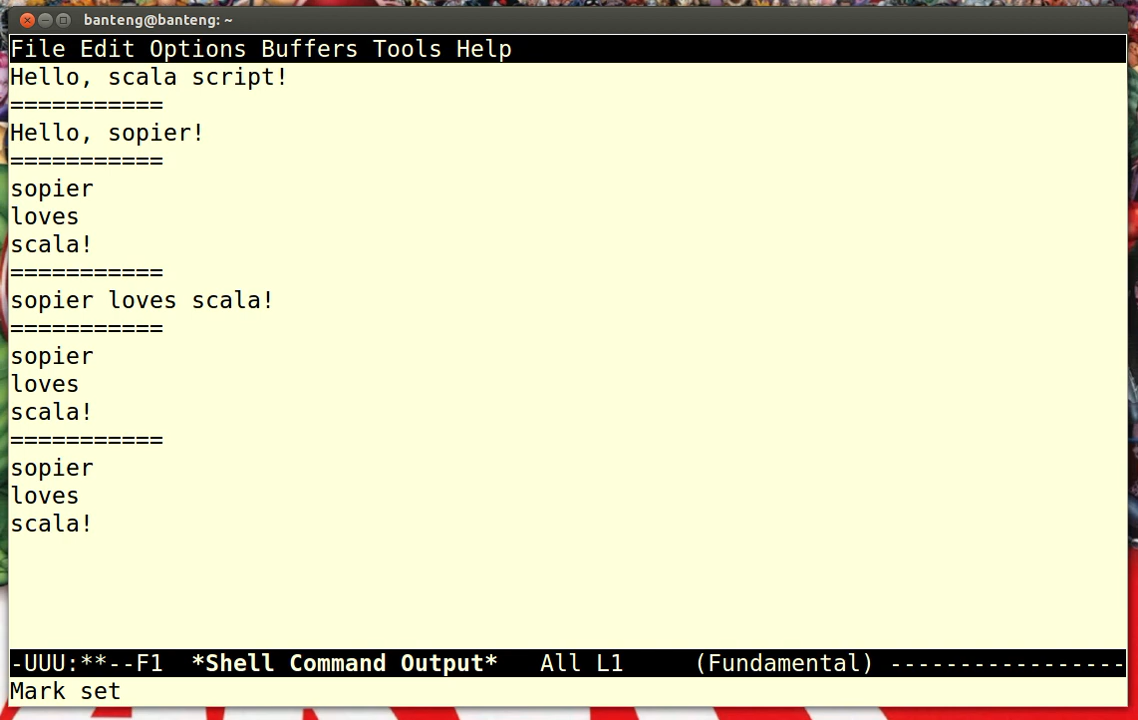 banteng@banteng: ~
File Edit Options Buffers Tools Help
Hello, scala script!
===========
Hello, sopier!
===========
sopier
loves
scala!
===========
sopier loves scala!
===========
sopier
loves
scala!
===========
sopier
loves
scala!
-UUU:**--F1  *Shell Command Output*   All L1     (Fundamental) -----------------
Mark set